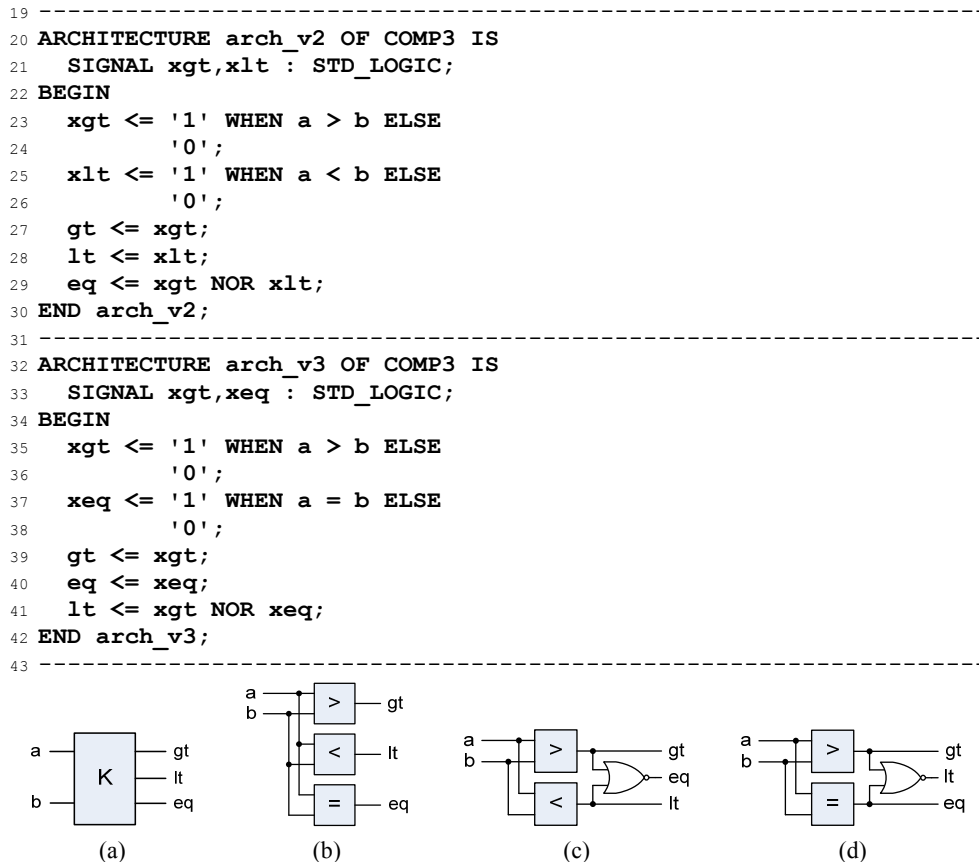 19 ----------------------------------------------------------------
20 ARCHITECTURE arch_v2 OF COMP3 IS
21   SIGNAL xgt,xlt : STD_LOGIC;
22 BEGIN
23   xgt <= '1' WHEN a > b ELSE
24          '0';
25   xlt <= '1' WHEN a < b ELSE
26          '0';
27   gt <= xgt;
28   lt <= xlt;
29   eq <= xgt NOR xlt;
30 END arch_v2;
31 ----------------------------------------------------------------
32 ARCHITECTURE arch_v3 OF COMP3 IS
33   SIGNAL xgt,xeq : STD_LOGIC;
34 BEGIN
35   xgt <= '1' WHEN a > b ELSE
36          '0';
37   xeq <= '1' WHEN a = b ELSE
38          '0';
39   gt <= xgt;
40   eq <= xeq;
41   lt <= xgt NOR xeq;
42 END arch_v3;
43 ----------------------------------------------------------------
a
b
K
gt
lt
eq
(a)
a
b
>
gt
<
lt
=
eq
(b)
a
b
>
<
gt
eq
lt
(c)
a
b
>
=
gt
lt
eq
(d)